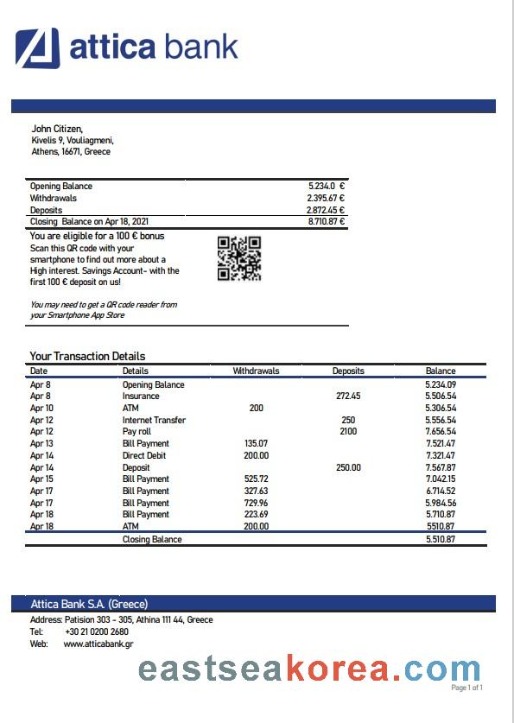 attica bank
John Citizen,
Kivelis 9, Vouliagmeni,
Athens, 16671, Greece
Opening Balance 5.234.0 €
Withdrawals 2.395.67 €
Deposits 2.872.45 €
Closing Balance on Apr 18, 2021 8.710.87 €
You are eligible for a 100 € bonus
Scan this QR code with your
smartphone to find out more about a
High interest. Savings Account- with the
first 100 € deposit on us!
You may need to get a QR code reader from
your Smartphone App Store
Your Transaction Details
Date Details Withdrawals Deposits Balance
Apr 8 Opening Balance 5.234.09
Apr 8 Insurance 272.45 5.506.54
Apr 10 ATM 200 5.306.54
Apr 12 Internet Transfer 250 5.556.54
Apr 12 Pay roll 2100 7.656.54
Apr 13 Bill Payment 135.07 7.521.47
Apr 14 Direct Debit 200.00 7.321.47
Apr 14 Deposit 250.00 7.567.87
Apr 15 Bill Payment 525.72 7.042.15
Apr 17 Bill Payment 327.63 6.714.52
Apr 17 Bill Payment 729.96 5.984.56
Apr 18 Bill Payment 223.69 5.710.87
Apr 18 ATM 200.00 5510.87
Closing Balance 5.510.87
Attica Bank S.A. (Greece)
Address: Patision 303 - 305, Athina 111 44, Greece
Tel: +30 21 0200 2680
Web: www.atticabank.gr
eastseakorea.com
Page 1 of 1